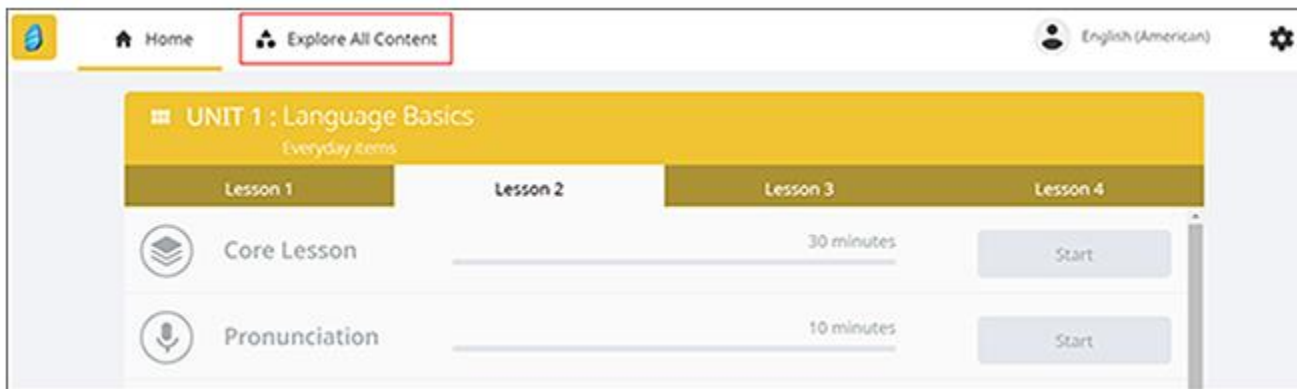 Home Explore All Content English (American)
UNIT 1 : Language Basics
Everyday items
Lesson 1 Lesson 2 Lesson 3 Lesson 4
Core Lesson 30 minutes Start
Pronunciation 10 minutes Start